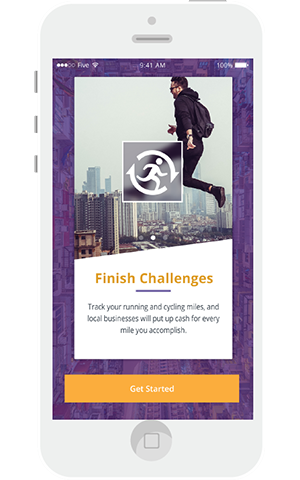 Five 9:41 AM 100%
Finish Challenges
Track your running and cycling miles, and
local businesses will put up cash for every
mile you accomplish.
Get Started